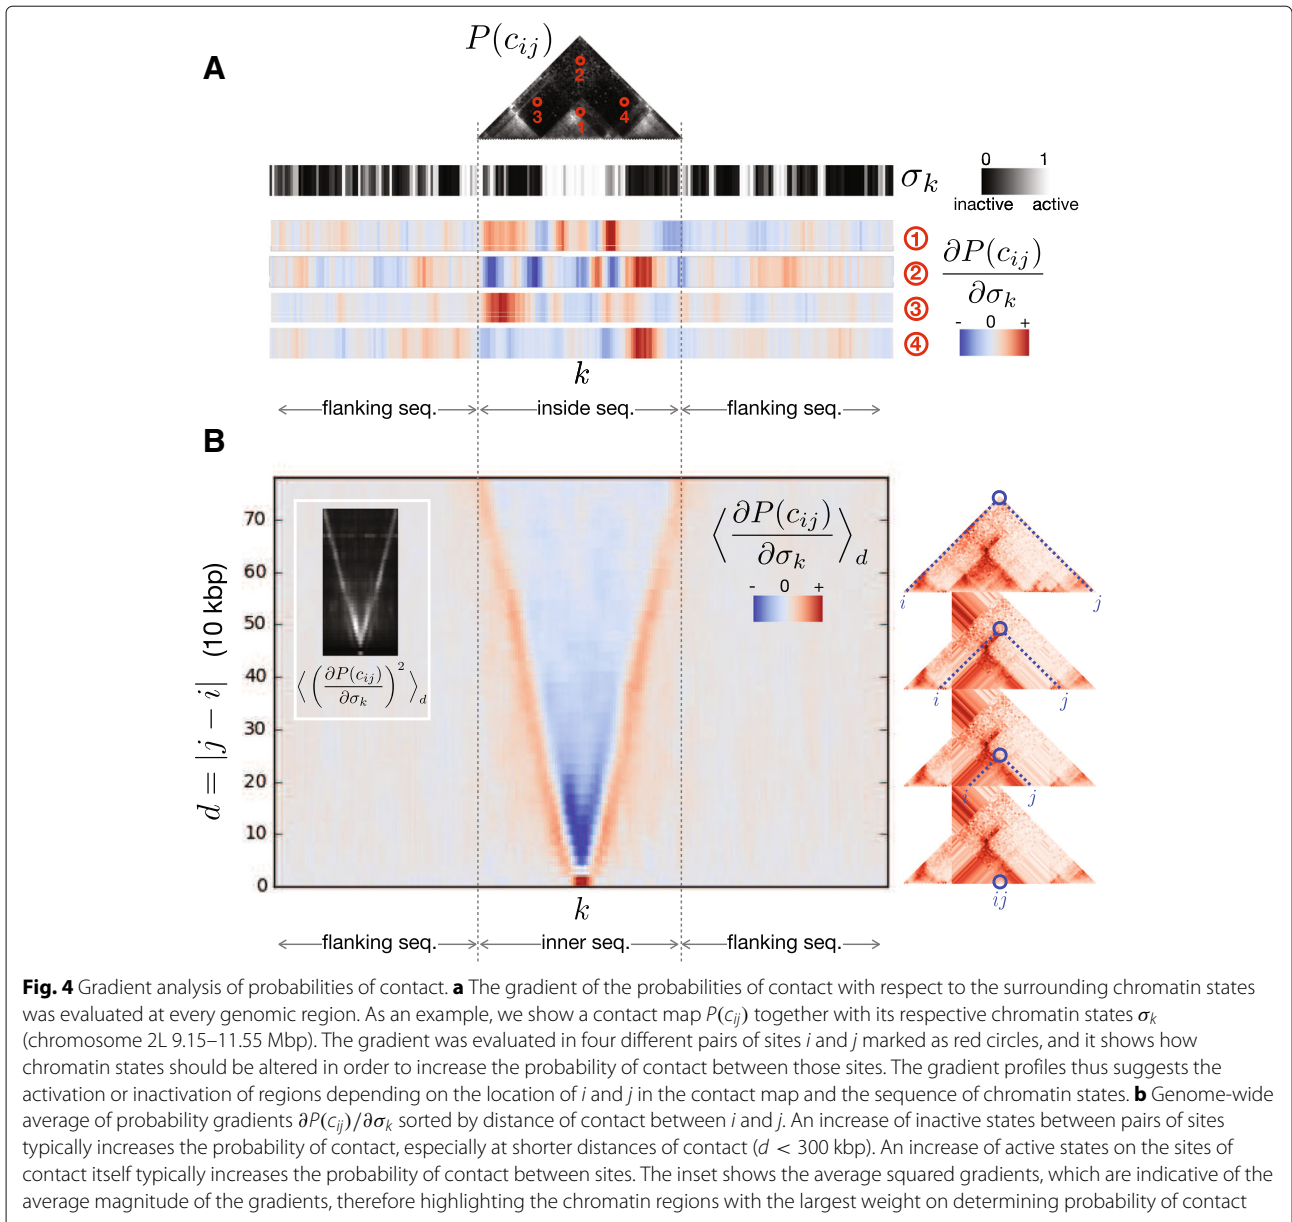 A
P(c_{ij})
2
3
4
1
σ_k
0 1
inactive active
①
②
③
④
∂P(c_{ij})
∂σ_k
- 0 +
k
flanking seq. inside seq. flanking seq.
B
d = |j − i| (10 kbp)
70
60
50
40
30
20
10
0
⟨(∂P(c_{ij})/∂σ_k)^2⟩_d
⟨∂P(c_{ij})/∂σ_k⟩_d
- 0 +
i j
i j
i j
ij
k
flanking seq. inner seq. flanking seq.
Fig. 4 Gradient analysis of probabilities of contact. a The gradient of the probabilities of contact with respect to the surrounding chromatin states
was evaluated at every genomic region. As an example, we show a contact map P(c_{ij}) together with its respective chromatin states σ_k
(chromosome 2L 9.15–11.55 Mbp). The gradient was evaluated in four different pairs of sites i and j marked as red circles, and it shows how
chromatin states should be altered in order to increase the probability of contact between those sites. The gradient profiles thus suggests the
activation or inactivation of regions depending on the location of i and j in the contact map and the sequence of chromatin states. b Genome-wide
average of probability gradients ∂P(c_{ij})/∂σ_k sorted by distance of contact between i and j. An increase of inactive states between pairs of sites
typically increases the probability of contact, especially at shorter distances of contact (d < 300 kbp). An increase of active states on the sites of
contact itself typically increases the probability of contact between sites. The inset shows the average squared gradients, which are indicative of the
average magnitude of the gradients, therefore highlighting the chromatin regions with the largest weight on determining probability of contact